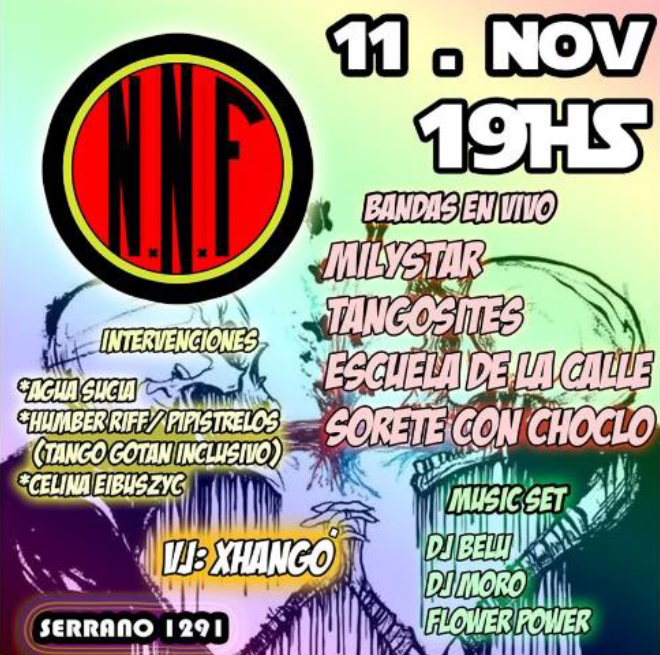 11 . NOV
19HS
N.N.F
BANDAS EN VIVO
MILYSTAR
TANGOSITES
ESCUELA DE LA CALLE
SORETE CON CHOCLO
INTERVENCIONES
*AGUA SUCIA
*HUMBER RIFF/ PIPISTRELOS
(TANGO GOTAN INCLUSIVO)
*CELINA EIBUSZYC
MUSIC SET
DJ BELU
DJ MORO
FLOWER POWER
VJ: XHANGÓ
SERRANO 1291